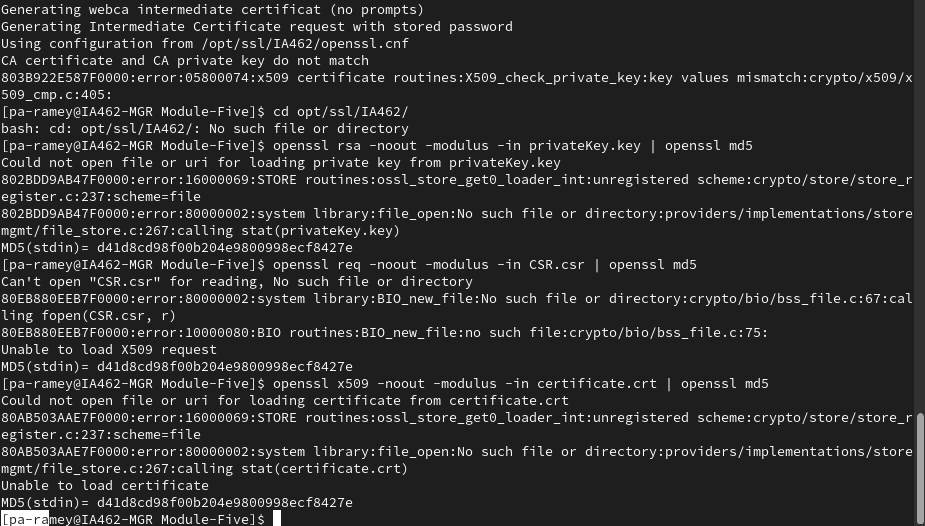 Generating webca intermediate certificat (no prompts)
Generating Intermediate Certificate request with stored password
Using configuration from /opt/ssl/IA462/openssl.cnf
CA certificate and CA private key do not match
803B922E587F0000:error:05800074:x509 certificate routines:X509_check_private_key:key values mismatch:crypto/x509/x
509_cmp.c:405:
[pa-ramey@IA462-MGR Module-Five]$ cd opt/ssl/IA462/
bash: cd: opt/ssl/IA462/: No such file or directory
[pa-ramey@IA462-MGR Module-Five]$ openssl rsa -noout -modulus -in privateKey.key | openssl md5
Could not open file or uri for loading private key from privateKey.key
802BDD9AB47F0000:error:16000069:STORE routines:ossl_store_get0_loader_int:unregistered scheme:crypto/store/store_r
egister.c:237:scheme=file
802BDD9AB47F0000:error:80000002:system library:file_open:No such file or directory:providers/implementations/store
mgmt/file_store.c:267:calling stat(privateKey.key)
MD5(stdin)= d41d8cd98f00b204e9800998ecf8427e
[pa-ramey@IA462-MGR Module-Five]$ openssl req -noout -modulus -in CSR.csr | openssl md5
Can't open "CSR.csr" for reading, No such file or directory
80EB880EEB7F0000:error:80000002:system library:BIO_new_file:No such file or directory:crypto/bio/bss_file.c:67:cal
ling fopen(CSR.csr, r)
80EB880EEB7F0000:error:10000080:BIO routines:BIO_new_file:no such file:crypto/bio/bss_file.c:75:
Unable to load X509 request
MD5(stdin)= d41d8cd98f00b204e9800998ecf8427e
[pa-ramey@IA462-MGR Module-Five]$ openssl x509 -noout -modulus -in certificate.crt | openssl md5
Could not open file or uri for loading certificate from certificate.crt
80AB503AAE7F0000:error:16000069:STORE routines:ossl_store_get0_loader_int:unregistered scheme:crypto/store/store_r
egister.c:237:scheme=file
80AB503AAE7F0000:error:80000002:system library:file_open:No such file or directory:providers/implementations/store
mgmt/file_store.c:267:calling stat(certificate.crt)
Unable to load certificate
MD5(stdin)= d41d8cd98f00b204e9800998ecf8427e
[pa-ramey@IA462-MGR Module-Five]$